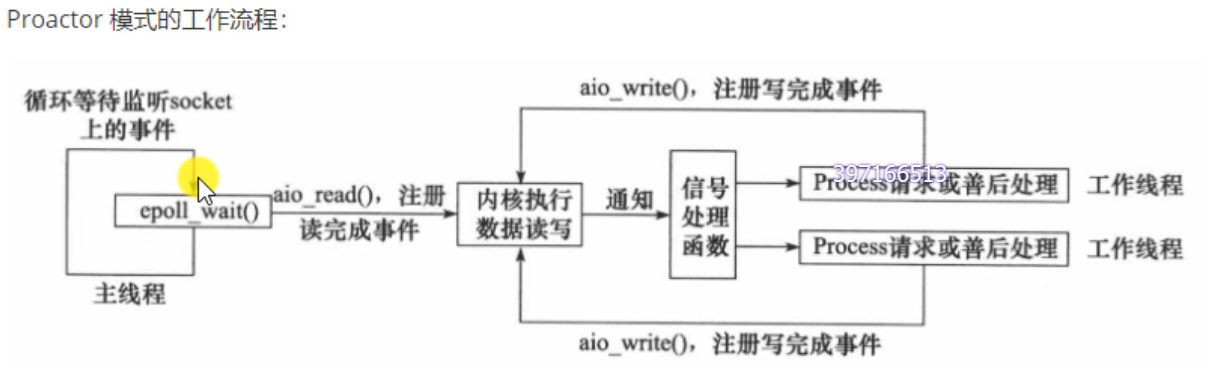 Proactor 模式的工作流程：
循环等待监听socket
上的事件
epoll_wait()
主线程
aio_read()，注册
读完成事件
内核执行
数据读写
通知
信号
处理
函数
aio_write()，注册写完成事件
397166513
Process请求或善后处理
工作线程
Process请求或善后处理
工作线程
aio_write()，注册写完成事件